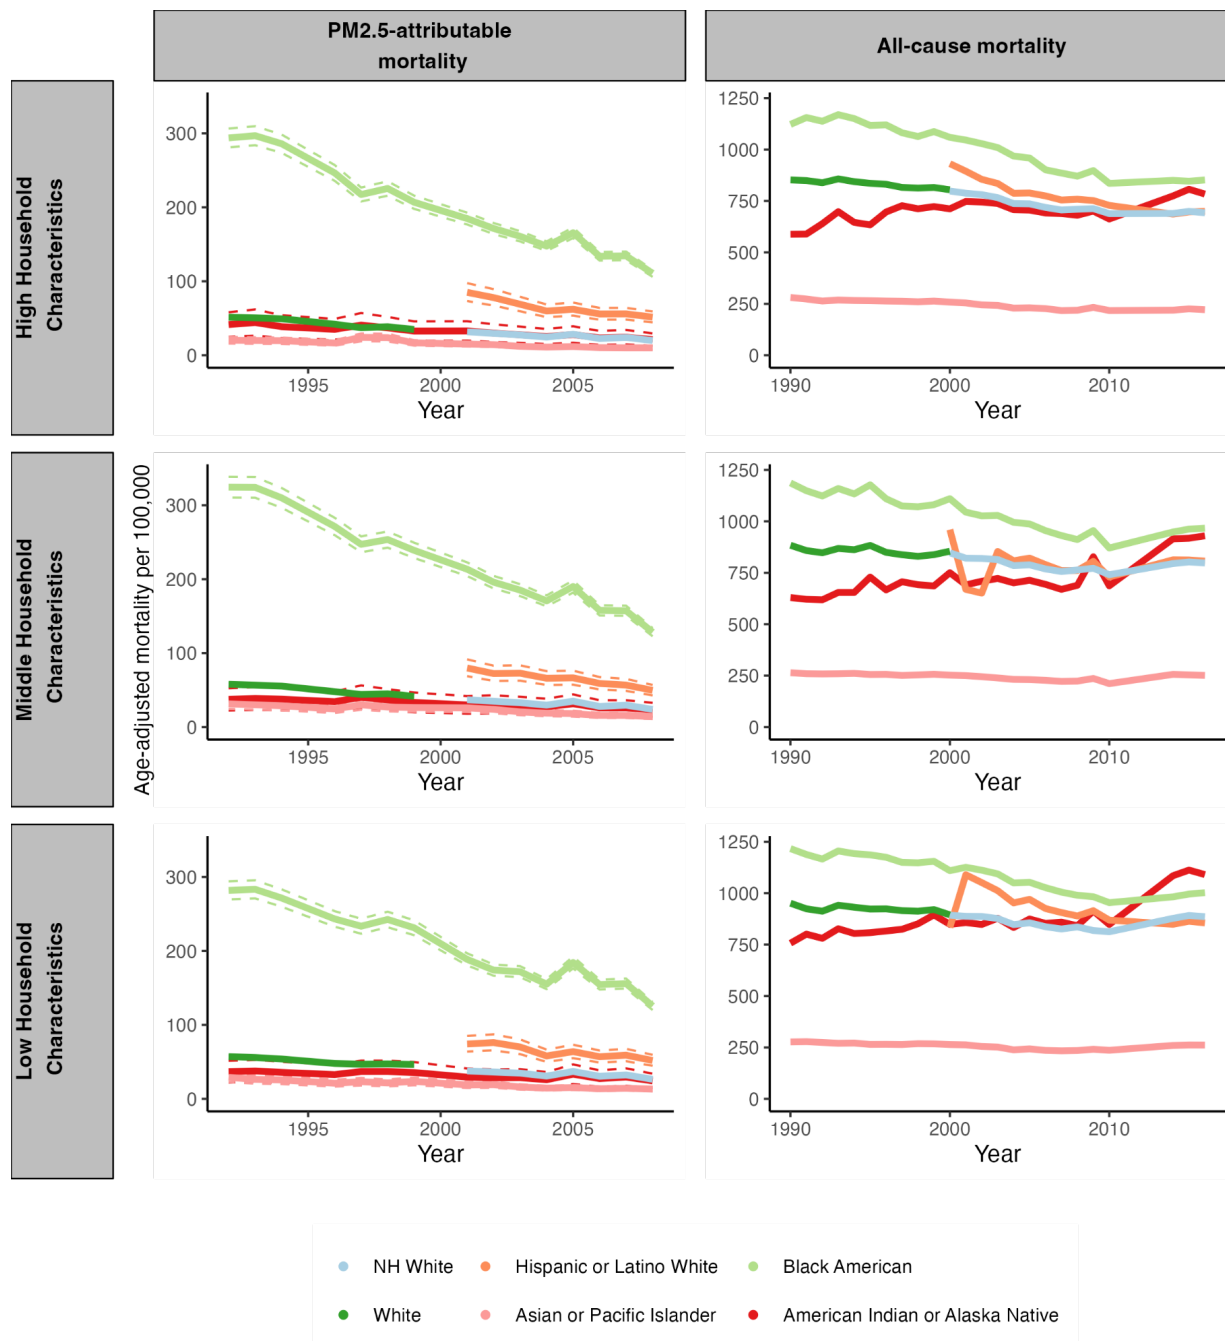 PM2.5-attributable
mortality
All-cause mortality
High Household
Characteristics
300
200
100
0
1995
2000
2005
Year
1250
1000
750
500
250
0
1990
2000
2010
Year
Middle Household
Characteristics
Age-adjusted mortality per 100,000
300
200
100
0
1995
2000
2005
Year
1250
1000
750
500
250
0
1990
2000
2010
Year
Low Household
Characteristics
300
200
100
0
1995
2000
2005
Year
1250
1000
750
500
250
0
1990
2000
2010
Year
NH White
Hispanic or Latino White
Black American
White
Asian or Pacific Islander
American Indian or Alaska Native